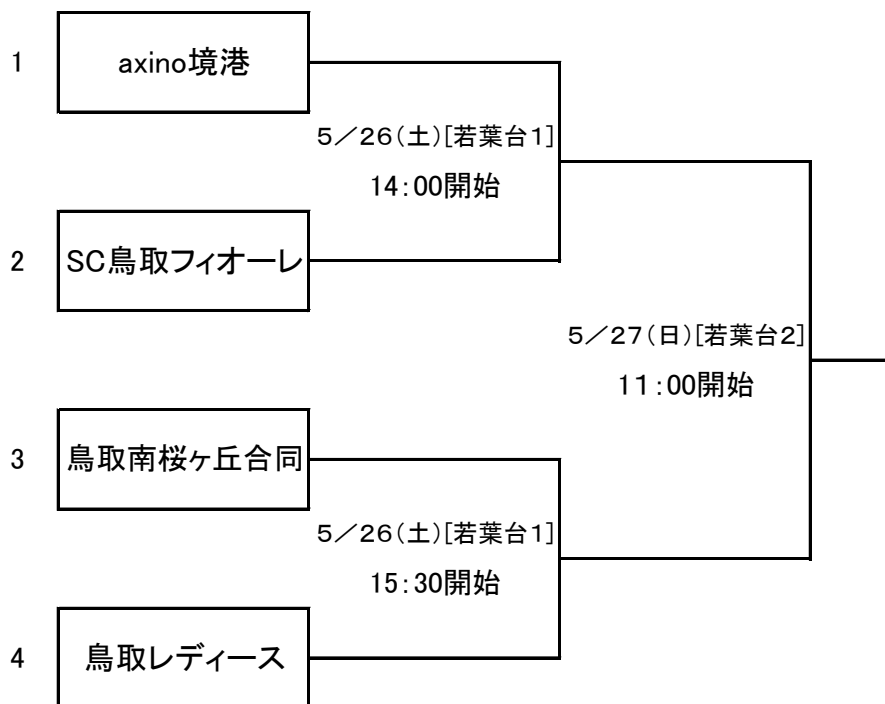 1
axino境港
5／26(土)[若葉台1]
14:00開始
2
SC鳥取フィオーレ
5／27(日)[若葉台2]
11:00開始
3
鳥取南桜ヶ丘合同
5／26(土)[若葉台1]
15:30開始
4
鳥取レディース